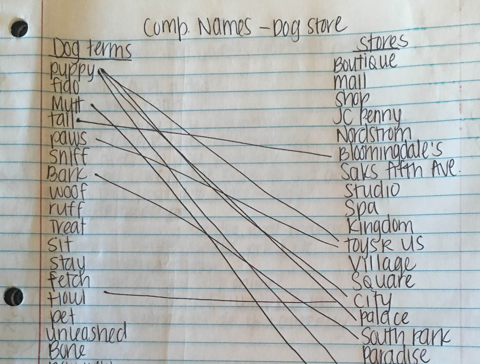 Comp. Names - Dog store
Dog terms
puppy
fido
Mutt
tail
paws
sniff
Bark
woof
ruff
Treat
Sit
stay
fetch
Howl
pet
unleashed
Bone
Stores
Boutique
mall
Shop
JC Penny
Nordstrom
Bloomingdale's
Saks Fifth Ave.
Studio
Spa
Kingdom
toys R us
Village
Square
City
Palace
South Park
Paradise